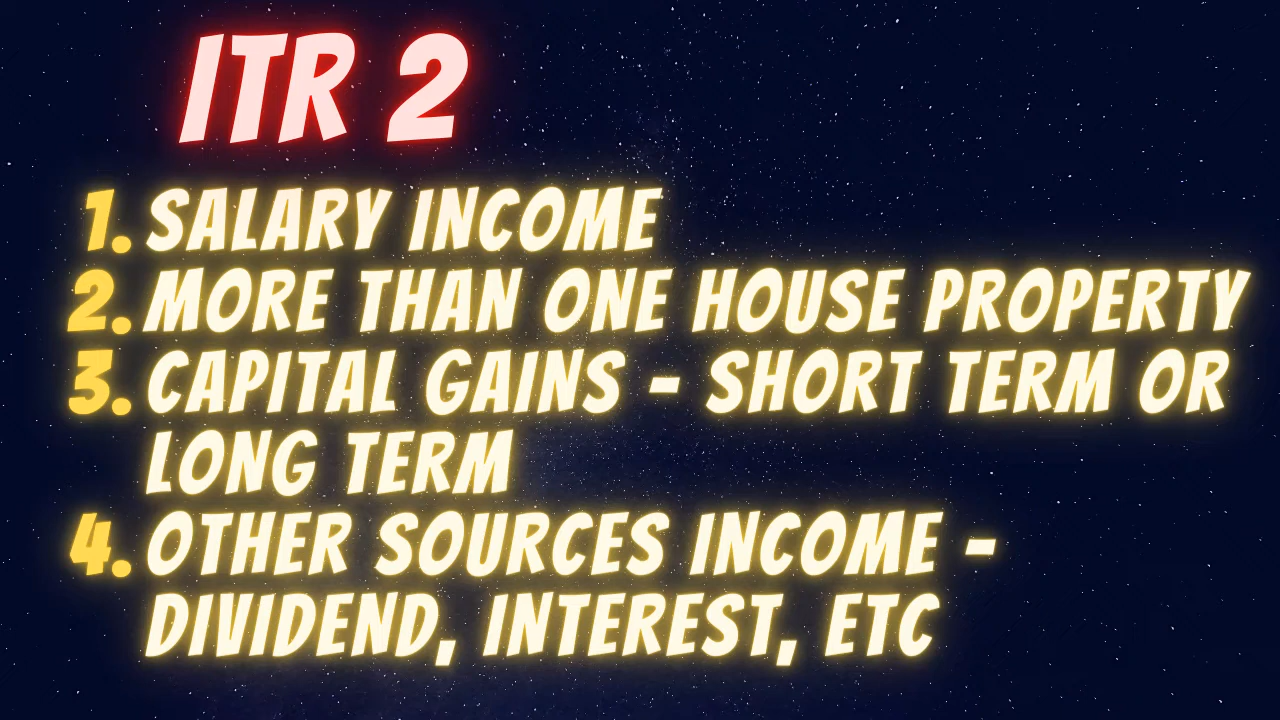 ITR 2
1. SALARY INCOME
2. MORE THAN ONE HOUSE PROPERTY
3. CAPITAL GAINS - SHORT TERM OR
LONG TERM
4. OTHER SOURCES INCOME -
DIVIDEND, INTEREST, ETC